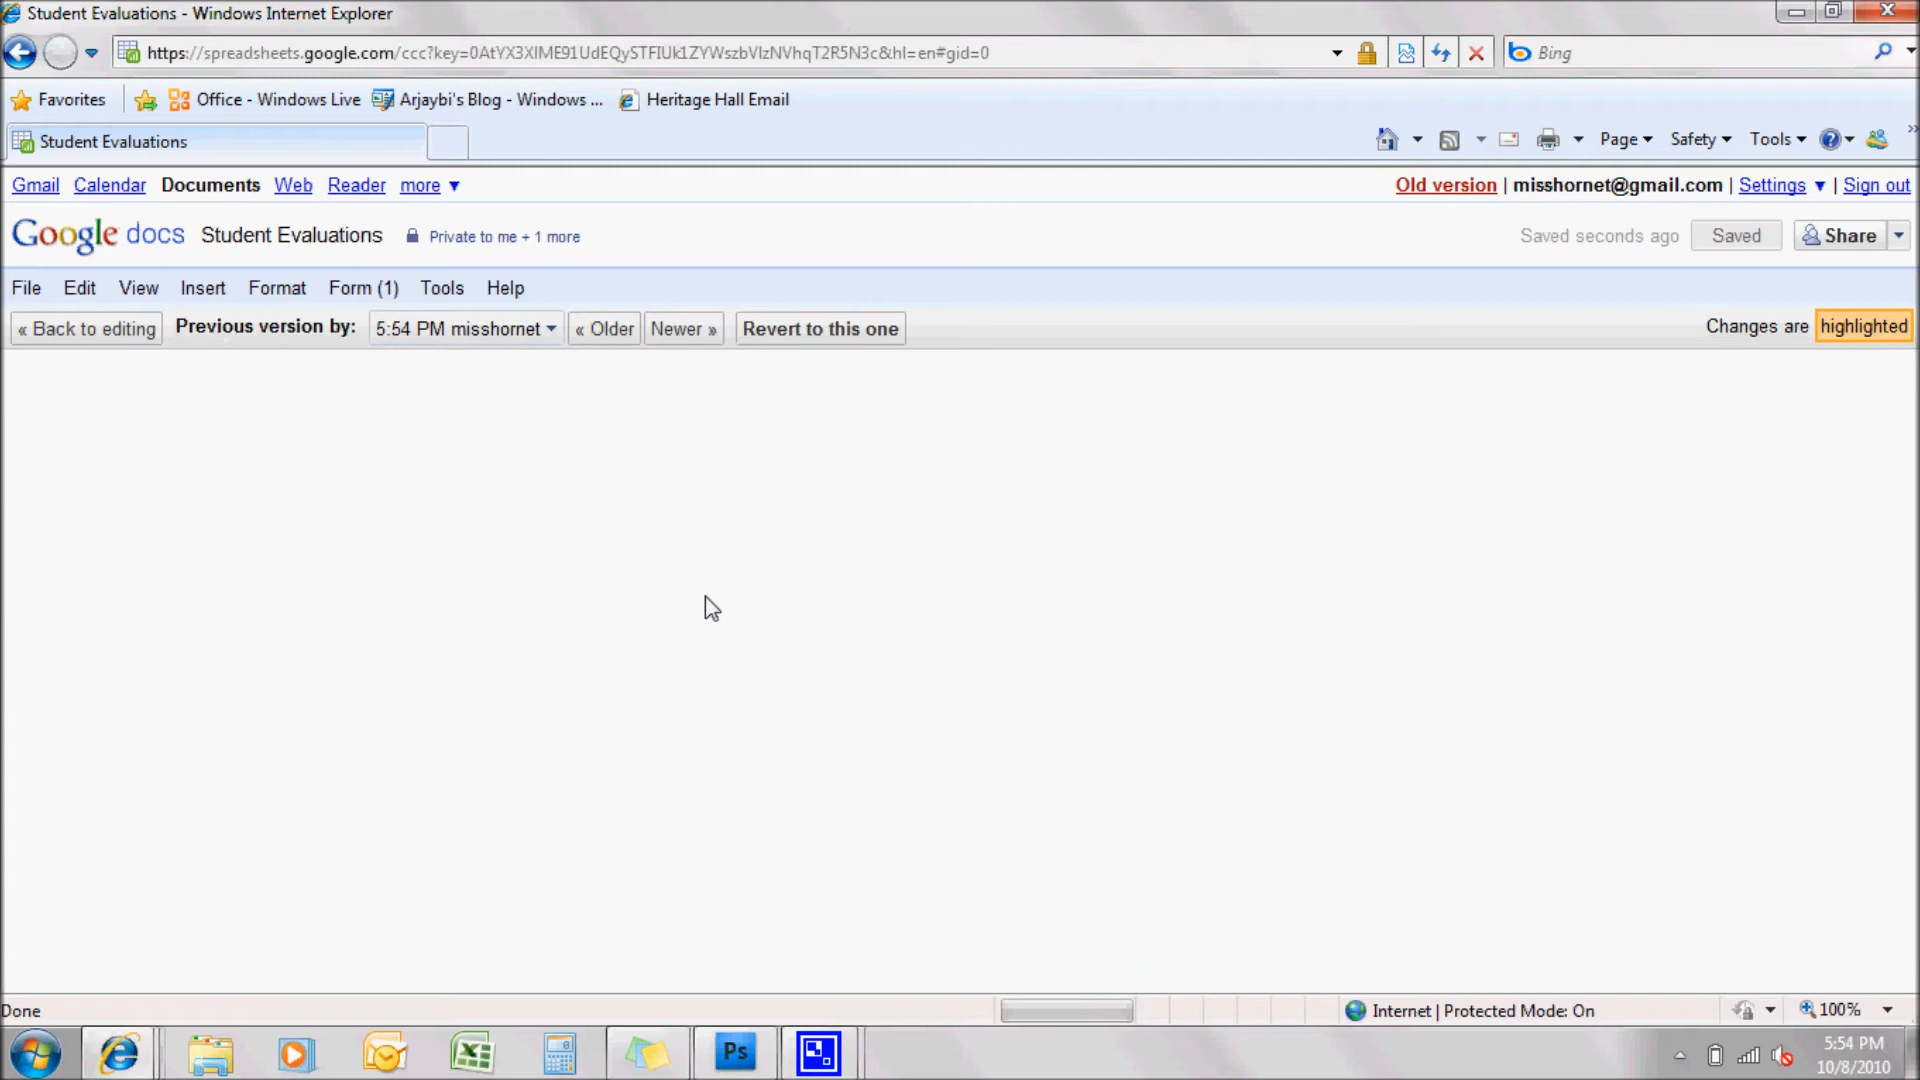 Student Evaluations - Windows Internet Explorer
https://spreadsheets.google.com/ccc?key=0AtYX3XlME91UdEQySTFIUk1ZYWszbVlzNVhqT2R5N3c&hl=en#gid=0
Bing
Favorites Office - Windows Live Arjaybi's Blog - Windows ... Heritage Hall Email
Student Evaluations Page Safety Tools
Gmail Calendar Documents Web Reader more Old version | misshornet@gmail.com | Settings | Sign out
Google docs Student Evaluations Private to me + 1 more Saved seconds ago Saved Share
File Edit View Insert Format Form (1) Tools Help
« Back to editing Previous version by: 5:54 PM misshornet « Older Newer » Revert to this one Changes are highlighted
Done Internet | Protected Mode: On 100%
Ps
5:54 PM
10/8/2010